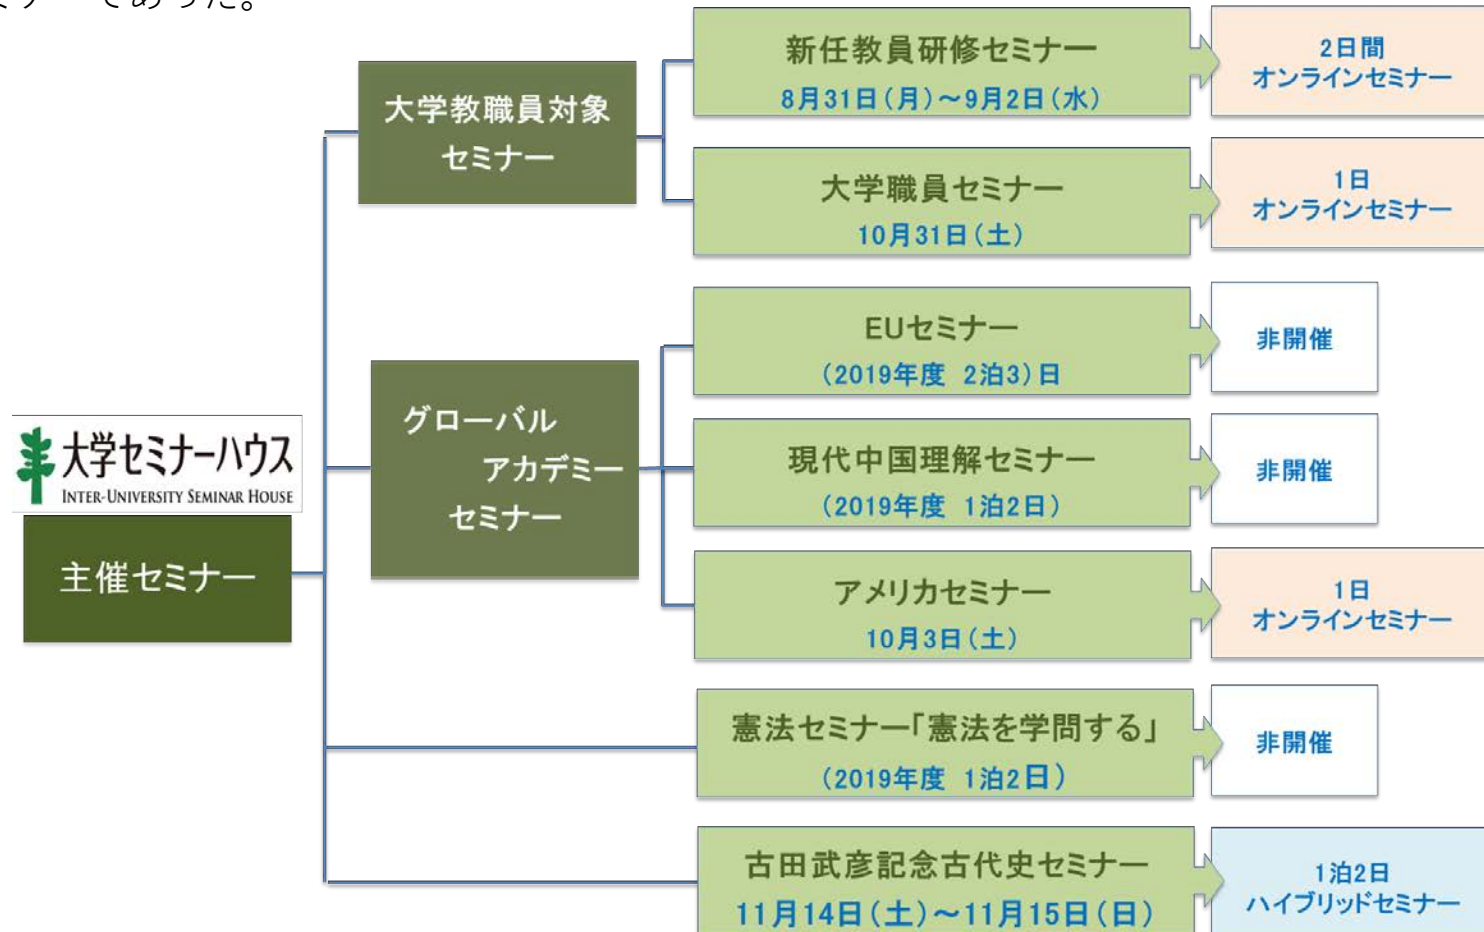 ミナーであった。
大学セミナーハウス
INTER-UNIVERSITY SEMINAR HOUSE
主催セミナー
大学教職員対象
セミナー
新任教員研修セミナー
8月31日(月)～9月2日(水)
2日間
オンラインセミナー
大学職員セミナー
10月31日(土)
1日
オンラインセミナー
グローバル
アカデミー
セミナー
EUセミナー
(2019年度 2泊3)日
非開催
現代中国理解セミナー
(2019年度 1泊2日)
非開催
アメリカセミナー
10月3日(土)
1日
オンラインセミナー
憲法セミナー「憲法を学問する」
(2019年度 1泊2日)
非開催
古田武彦記念古代史セミナー
11月14日(土)～11月15日(日)
1泊2日
ハイブリッドセミナー